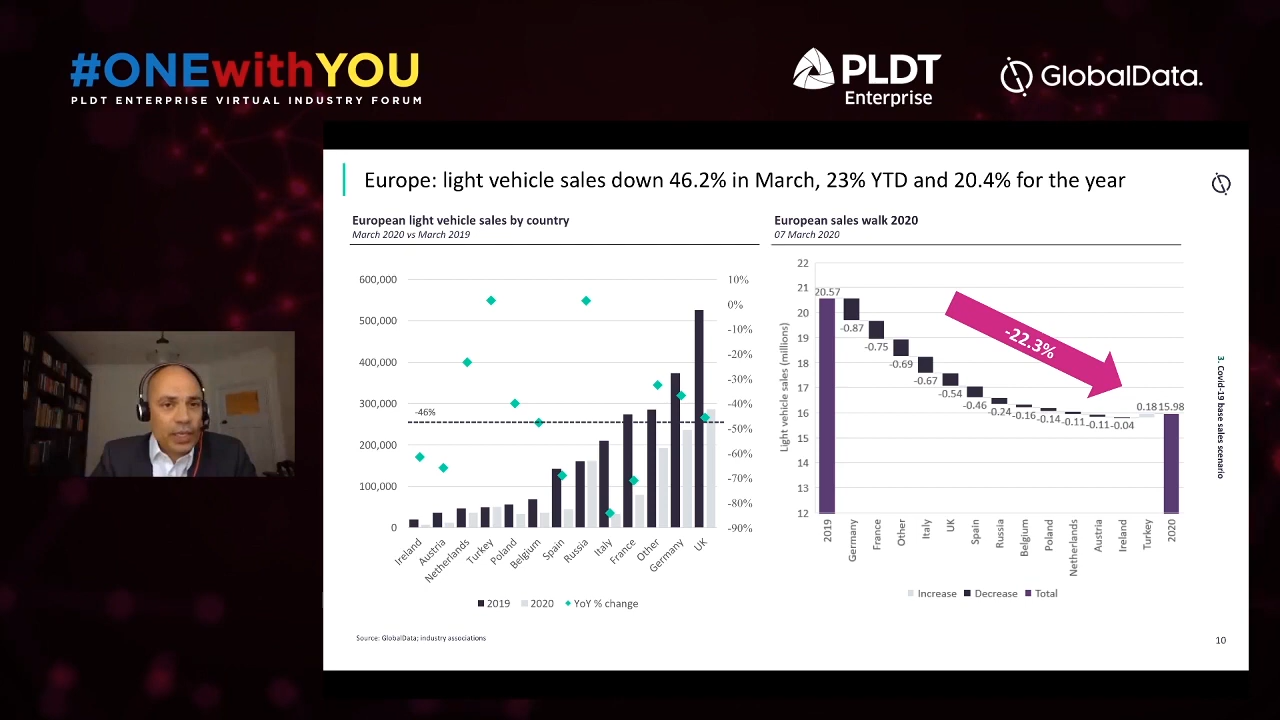 #ONEwithYOU
PLDT ENTERPRISE VIRTUAL INDUSTRY FORUM
PLDT
Enterprise
GlobalData.
Europe: light vehicle sales down 46.2% in March, 23% YTD and 20.4% for the year
European light vehicle sales by country
March 2020 vs March 2019
600,000
500,000
400,000
300,000
200,000
100,000
0
10%
0%
-10%
-20%
-30%
-40%
-50%
-60%
-70%
-80%
-90%
-46%
Ireland
Austria
Netherlands
Turkey
Poland
Belgium
Spain
Russia
Italy
France
Other
Germany
UK
2019 2020 YoY % change
European sales walk 2020
07 March 2020
Light vehicle sales (millions)
22
21
20
19
18
17
16
15
14
13
12
20.57
-0.87
-0.75
-0.69
-0.67
-0.54
-0.46
-0.24
-0.16
-0.14
-0.11
-0.11
-0.04
0.18
15.98
-22.3%
2019
Germany
France
Other
Italy
UK
Spain
Russia
Belgium
Poland
Netherlands
Austria
Ireland
Turkey
2020
Increase Decrease Total
3. Covid-19 base sales scenario
Source: GlobalData; industry associations
10